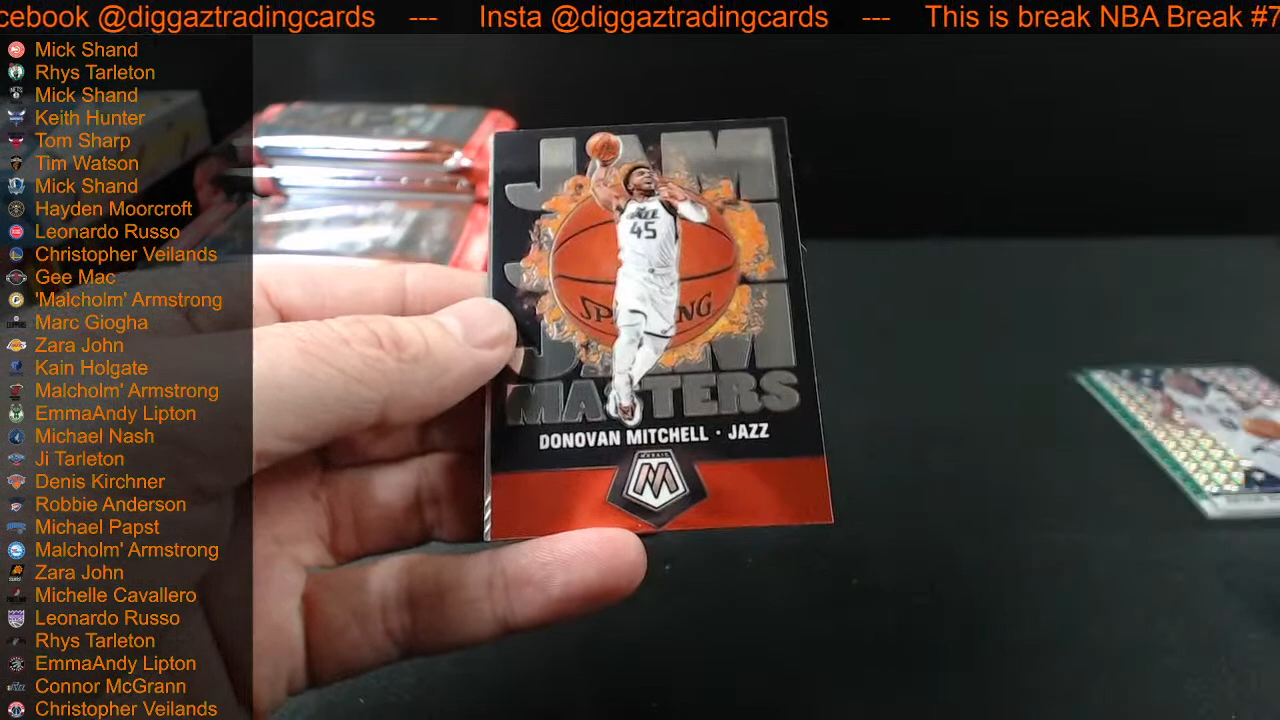 cebook @diggaztradingcards --- Insta @diggaztradingcards --- This is break NBA Break #7
Mick Shand
Rhys Tarleton
Mick Shand
Keith Hunter
Tom Sharp
Tim Watson
Mick Shand
Hayden Moorcroft
Leonardo Russo
Christopher Veilands
Gee Mac
'Malcholm' Armstrong
Marc Giogha
Zara John
Kain Holgate
Malcholm' Armstrong
EmmaAndy Lipton
Michael Nash
Ji Tarleton
Denis Kirchner
Robbie Anderson
Michael Papst
Malcholm' Armstrong
Zara John
Michelle Cavallero
Leonardo Russo
Rhys Tarleton
EmmaAndy Lipton
Connor McGrann
Christopher Veilands
JAM
JAZZ
45
SPALDING
JAM
MASTERS
DONOVAN MITCHELL · JAZZ
MOSAIC